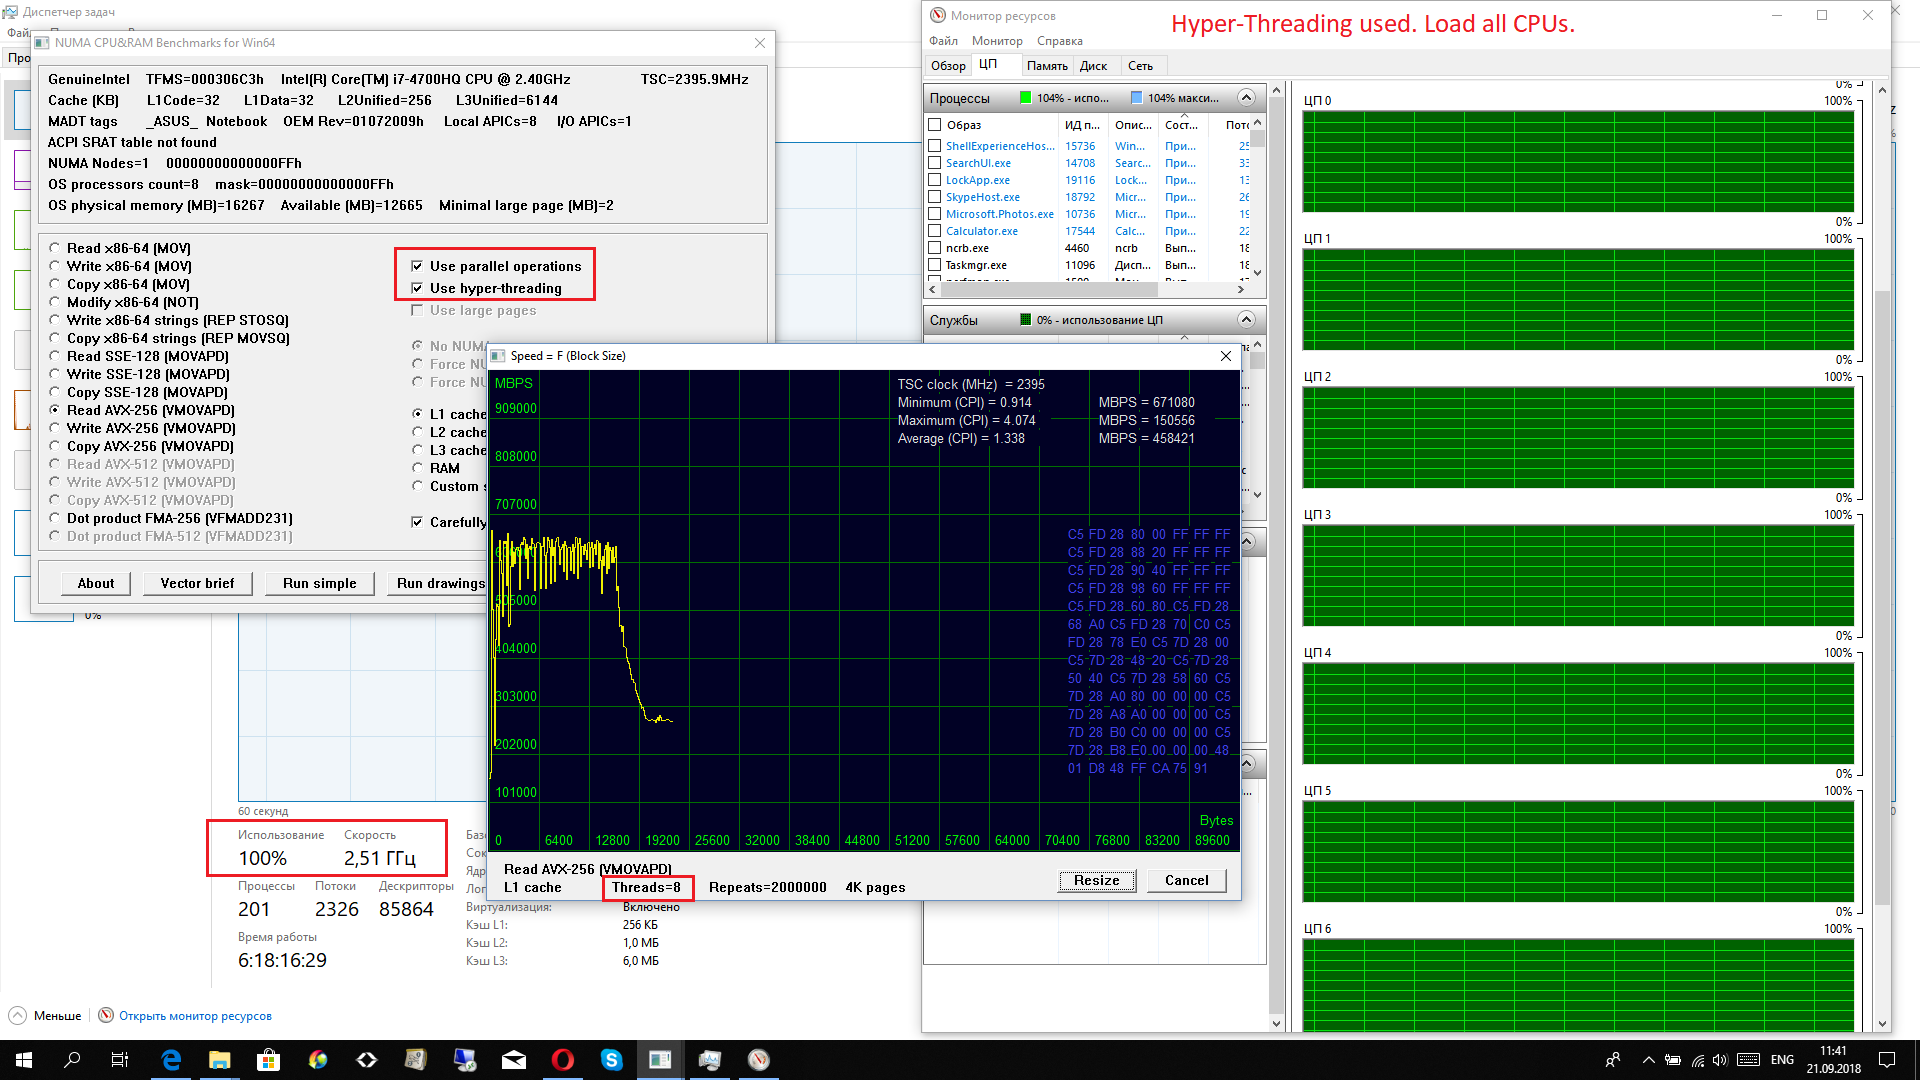 Диспетчер задач
Фай
Про
NUMA CPU&RAM Benchmarks for Win64
GenuineIntel TFMS=000306C3h Intel(R) Core(TM) i7-4700HQ CPU @ 2.40GHz TSC=2395.9MHz
Cache (KB) L1Code=32 L1Data=32 L2Unified=256 L3Unified=6144
MADT tags _ASUS_ Notebook OEM Rev=01072009h Local APICs=8 I/O APICs=1
ACPI SRAT table not found
NUMA Nodes=1 00000000000000FFh
OS processors count=8 mask=00000000000000FFh
OS physical memory (MB)=16267 Available (MB)=12665 Minimal large page (MB)=2
Read x86-64 (MOV)
Write x86-64 (MOV)
Copy x86-64 (MOV)
Modify x86-64 (NOT)
Write x86-64 strings (REP STOSQ)
Copy x86-64 strings (REP MOVSQ)
Read SSE-128 (MOVAPD)
Write SSE-128 (MOVAPD)
Copy SSE-128 (MOVAPD)
Read AVX-256 (VMOVAPD)
Write AVX-256 (VMOVAPD)
Copy AVX-256 (VMOVAPD)
Read AVX-512 (VMOVAPD)
Write AVX-512 (VMOVAPD)
Copy AVX-512 (VMOVAPD)
Dot product FMA-256 (VFMADD231)
Dot product FMA-512 (VFMADD231)
Use parallel operations
Use hyper-threading
Use large pages
No NUMA
Force NU
Force NU
L1 cache
L2 cache
L3 cache
RAM
Custom s
Carefully
About
Vector brief
Run simple
Run drawings
0%
Speed = F (Block Size)
MBPS
909000
808000
707000
505000
404000
303000
202000
101000
TSC clock (MHz) = 2395
Minimum (CPI) = 0.914 MBPS = 671080
Maximum (CPI) = 4.074 MBPS = 150556
Average (CPI) = 1.338 MBPS = 458421
C5 FD 28 80 00 FF FF FF
C5 FD 28 88 20 FF FF FF
C5 FD 28 90 40 FF FF FF
C5 FD 28 98 60 FF FF FF
C5 FD 28 60 80 C5 FD 28
68 A0 C5 FD 28 70 C0 C5
FD 28 78 E0 C5 7D 28 00
C5 7D 28 48 20 C5 7D 28
50 40 C5 7D 28 58 60 C5
7D 28 A0 80 00 00 00 C5
7D 28 A8 A0 00 00 00 C5
7D 28 B0 C0 00 00 00 C5
7D 28 B8 E0 00 00 00 48
01 D8 48 FF CA 75 91
Bytes
0 6400 12800 19200 25600 32000 38400 44800 51200 57600 64000 70400 76800 83200 89600
Read AVX-256 (VMOVAPD)
L1 cache Threads=8 Repeats=2000000 4K pages
Resize
Cancel
60 секунд
Использование Скорость
100% 2,51 ГГц
Процессы Потоки Дескрипторы
201 2326 85864
Время работы
6:18:16:29
Базо
Сок
Ядр
Лог
Виртуализация: Включено
Кэш L1: 256 КБ
Кэш L2: 1,0 МБ
Кэш L3: 6,0 МБ
Меньше
Открыть монитор ресурсов
Монитор ресурсов
Hyper-Threading used. Load all CPUs.
Файл Монитор Справка
Обзор ЦП Память Диск Сеть
Процессы 104% - испо... 104% макси...
Образ ИД п... Опис... Сост... Пото
ShellExperienceHos... 15736 Win... При... 25
SearchUI.exe 14708 Searc... При... 33
LockApp.exe 19116 Lock... При... 13
SkypeHost.exe 18792 Micr... При... 26
Microsoft.Photos.exe 10736 Micr... При... 19
Calculator.exe 17544 Calc... При... 22
ncrb.exe 4460 ncrb Вып... 18
Taskmgr.exe 11096 Дисп... Вып... 18
Службы 0% - использование ЦП
0%
ЦП 0 100%
0%
ЦП 1 100%
0%
ЦП 2 100%
0%
ЦП 3 100%
0%
ЦП 4 100%
0%
ЦП 5 100%
0%
ЦП 6 100%
ENG
11:41
21.09.2018